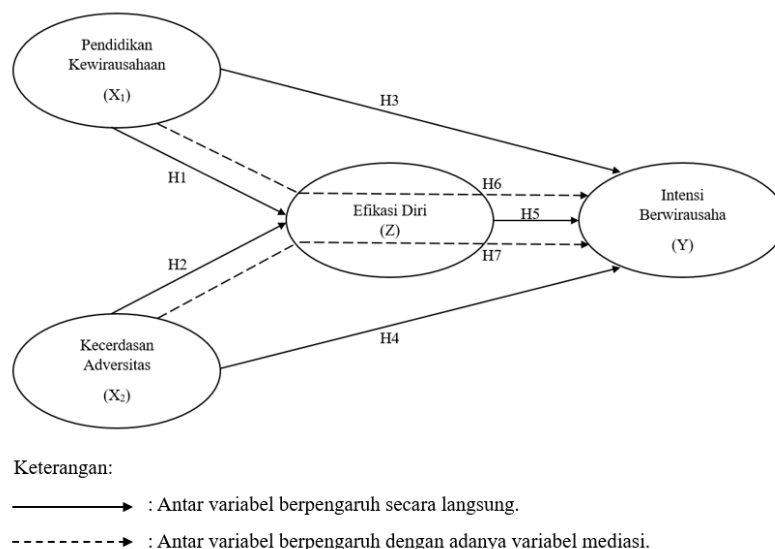 Pendidikan
Kewirausahaan
(X₁)
H3
H1
H6
Efikasi Diri
(Z)
H5
Intensi
Berwirausaha
(Y)
H2
H7
H4
Kecerdasan
Adversitas
(X₂)
Keterangan:
: Antar variabel berpengaruh secara langsung.
: Antar variabel berpengaruh dengan adanya variabel mediasi.